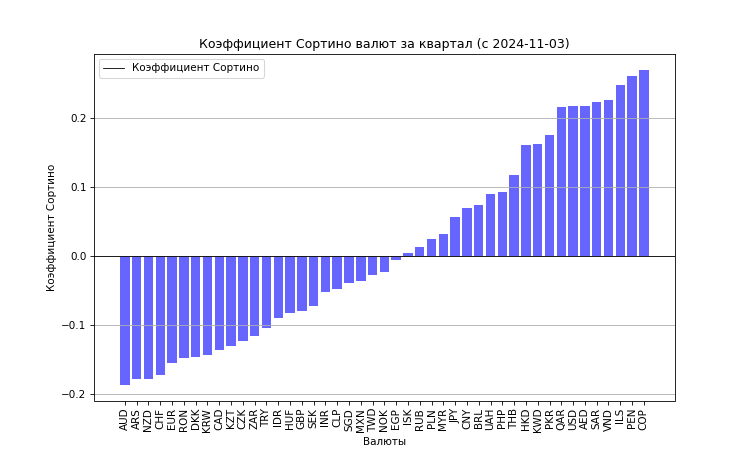 Коэффициент Сортино валют за квартал (с 2024-11-03)
Коэффициент Сортино
Коэффициент Сортино
0.2
0.1
0.0
−0.1
−0.2
AUD ARS NZD CHF EUR RON DKK KRW CAD KZT CZK ZAR TRY IDR HUF GBP SEK INR CLP SGD MXN TWD NOK EGP ISK RUB PLN MYR JPY CNY BRL UAH PHP THB HKD KWD PKR QAR USD AED SAR VND ILS PEN COP
Валюты